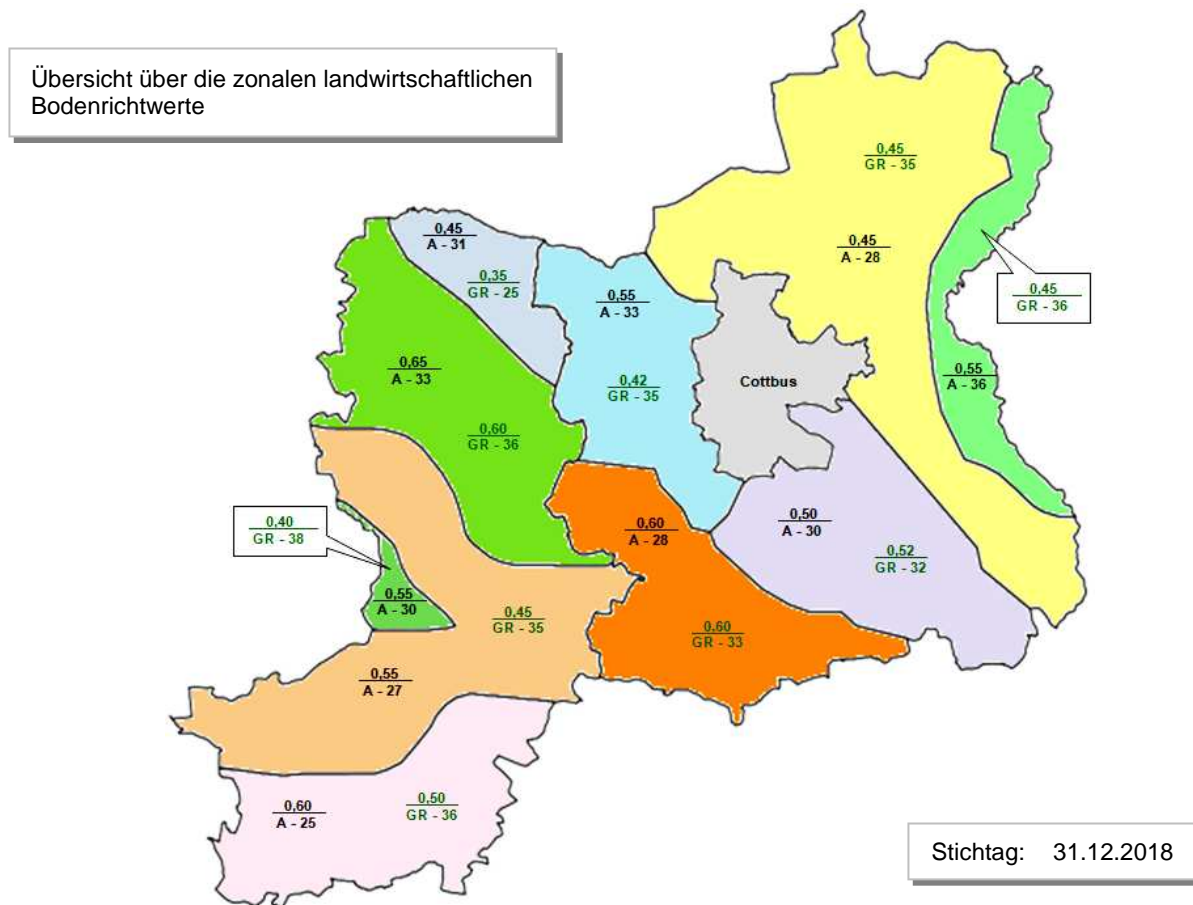 Übersicht über die zonalen landwirtschaftlichen
Bodenrichtwerte
0,45
GR - 35
0,45
A - 31
0,45
A - 28
0,35
GR - 25
0,45
GR - 36
0,55
A - 33
0,65
A - 33
0,42
GR - 35
Cottbus
0,55
A - 36
0,60
GR - 36
0,40
GR - 38
0,60
A - 28
0,50
A - 30
0,52
GR - 32
0,55
A - 30
0,45
GR - 35
0,60
GR - 33
0,55
A - 27
0,60
A - 25
0,50
GR - 36
Stichtag: 31.12.2018